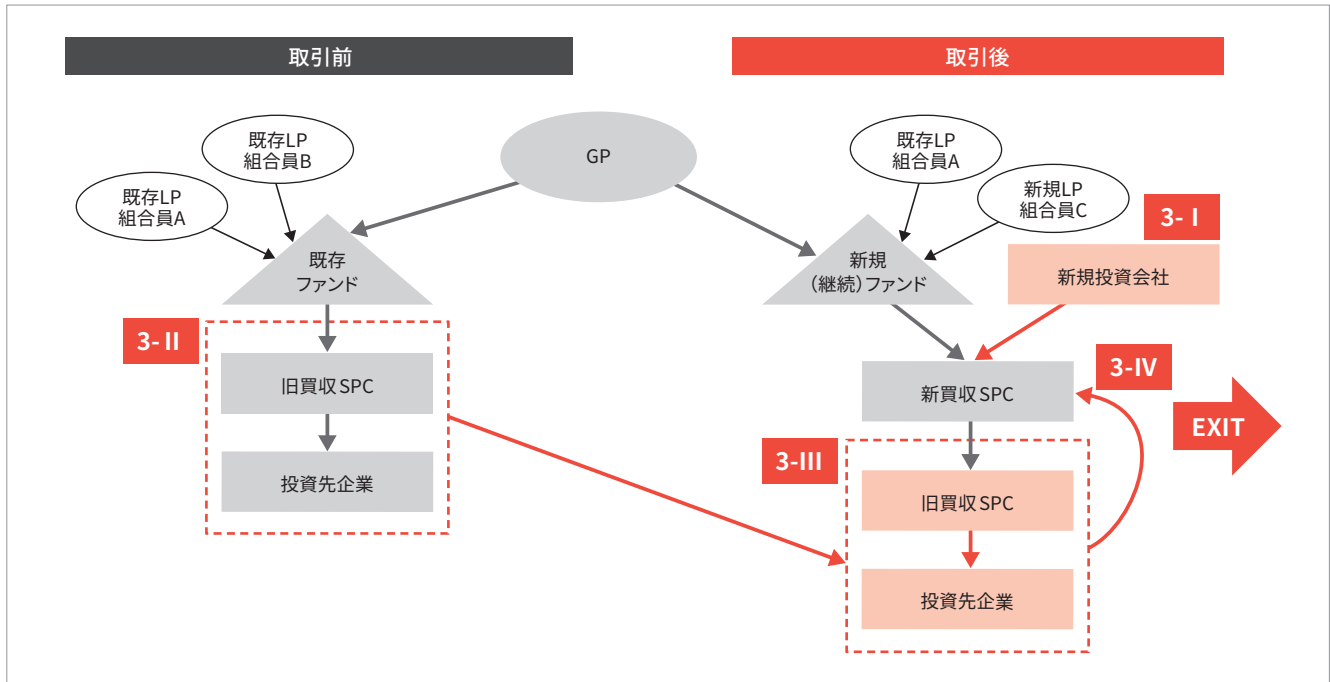 取引前
取引後
既存LP
組合員B
既存LP
組合員A
GP
既存LP
組合員A
新規LP
組合員C
3-I
既存
ファンド
新規
(継続)ファンド
新規投資会社
3-II
旧買収SPC
投資先企業
新買収SPC
3-IV
EXIT
3-III
旧買収SPC
投資先企業